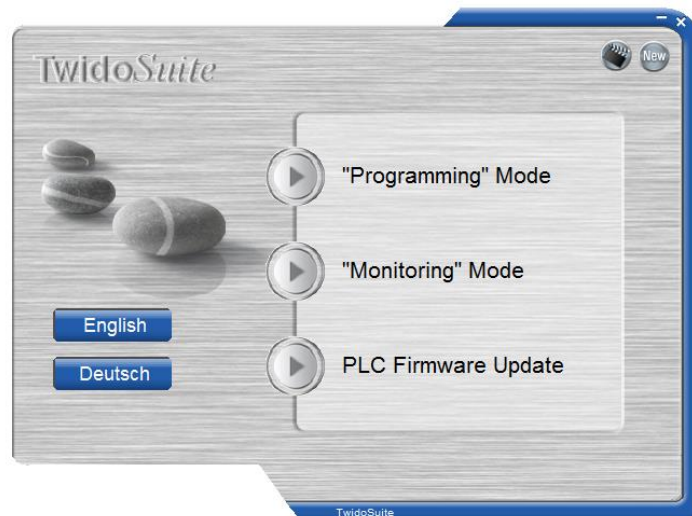 TwidoSuite
New
"Programming" Mode
"Monitoring" Mode
English
Deutsch
PLC Firmware Update
TwidoSuite